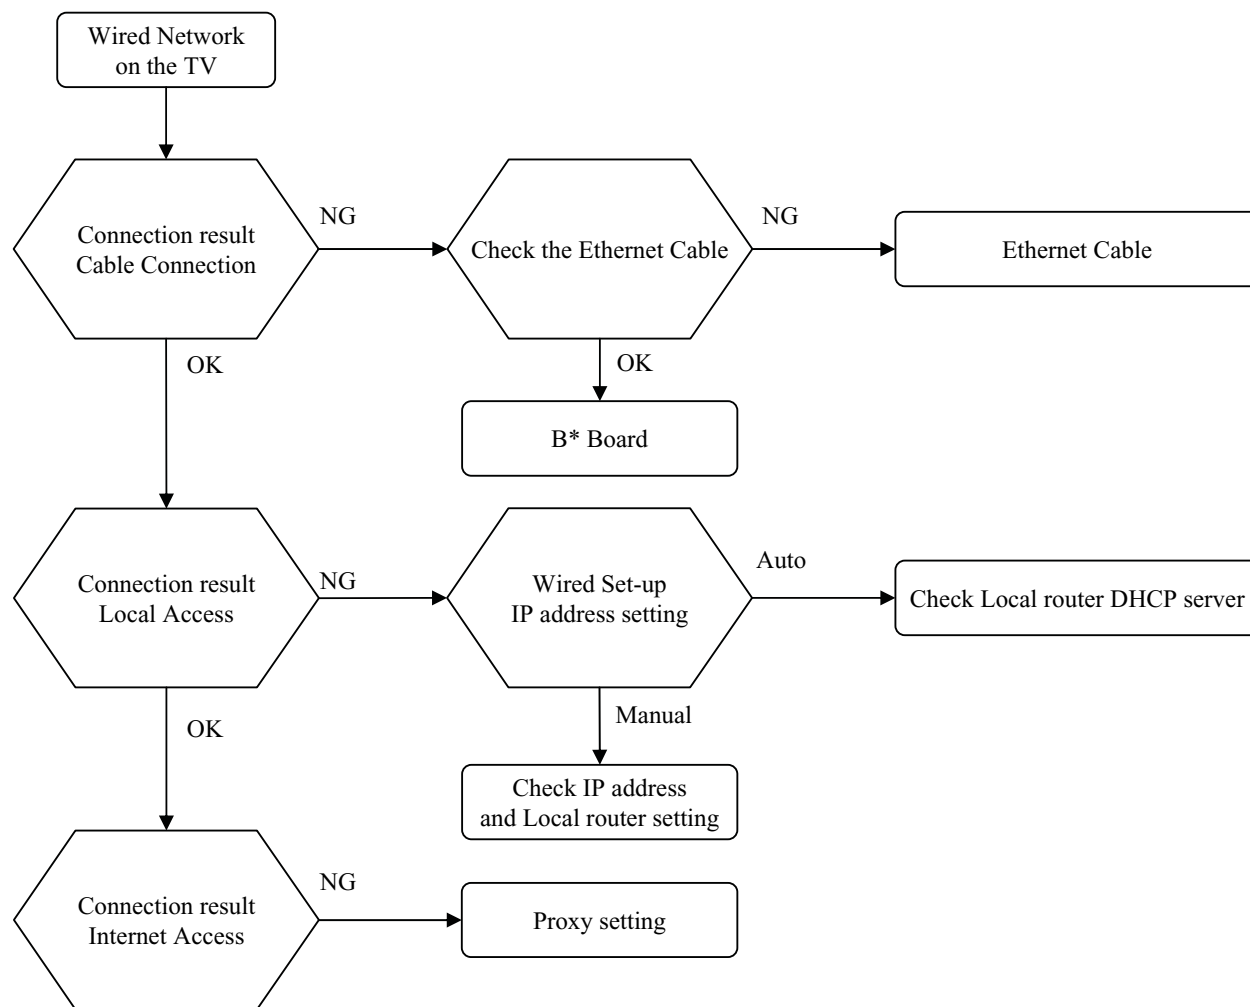 Wired Network
on the TV
Connection result
Cable Connection
NG
Check the Ethernet Cable
NG
Ethernet Cable
OK
OK
B* Board
Connection result
Local Access
NG
Wired Set-up
IP address setting
Auto
Check Local router DHCP server
OK
Manual
Check IP address
and Local router setting
Connection result
Internet Access
NG
Proxy setting